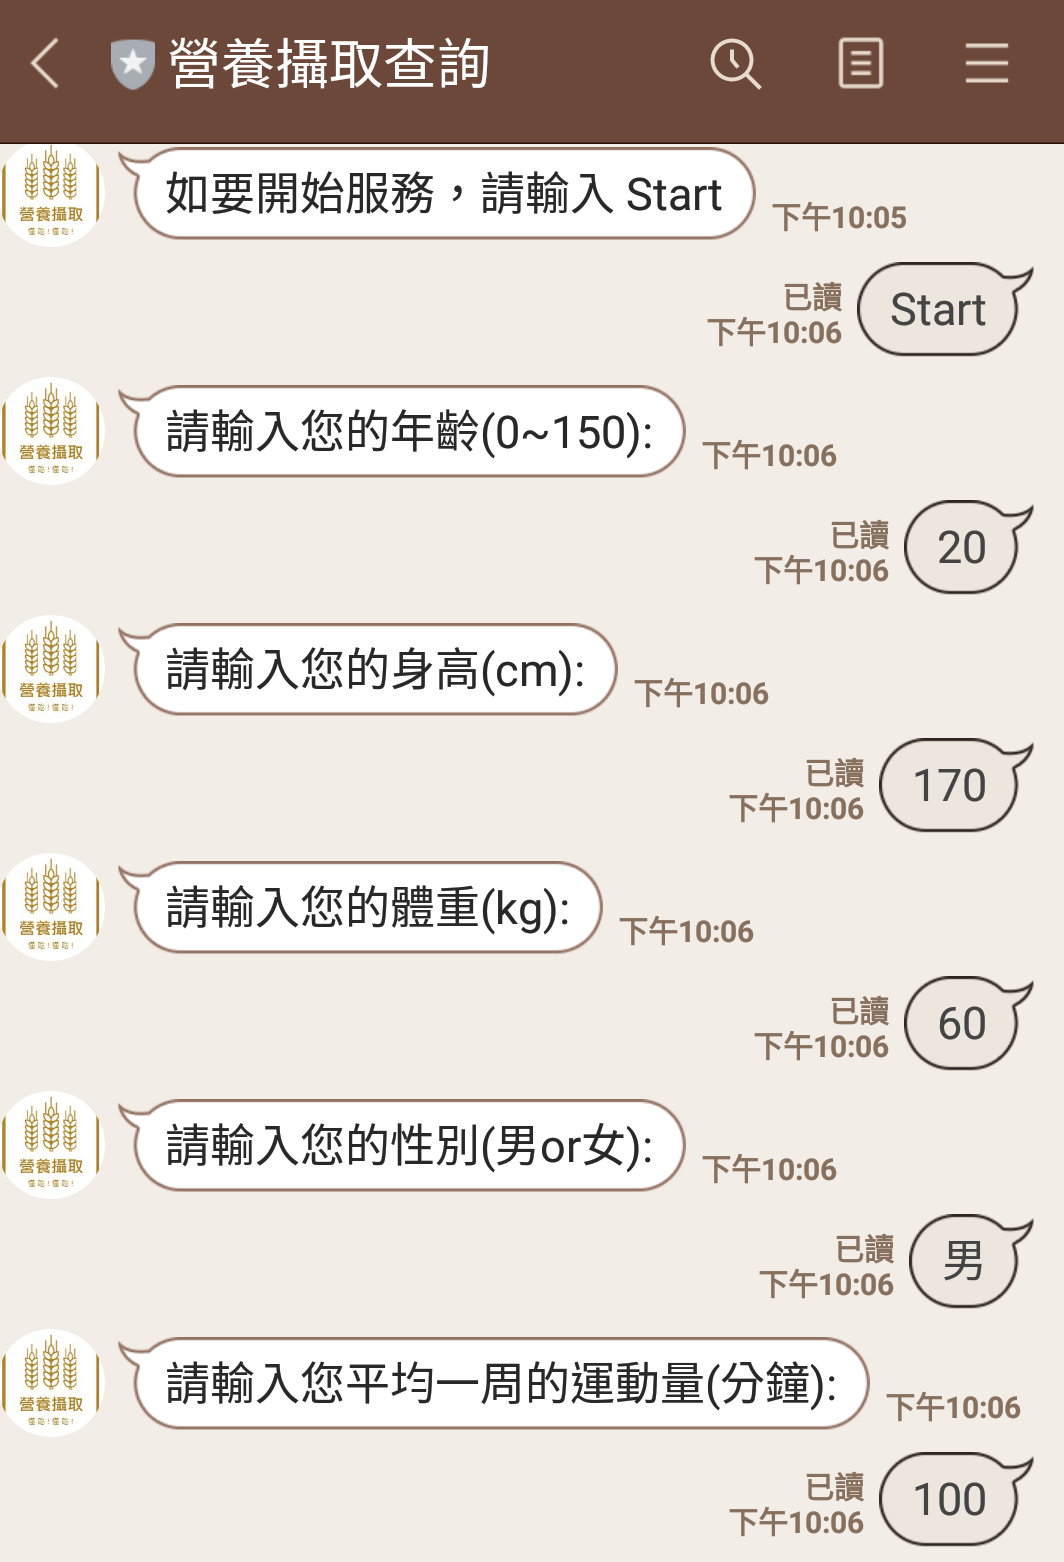 營養攝取查詢
營養攝取
如要開始服務，請輸入 Start
下午10:05
已讀
下午10:06
Start
營養攝取
請輸入您的年齡(0~150):
下午10:06
已讀
下午10:06
20
營養攝取
請輸入您的身高(cm):
下午10:06
已讀
下午10:06
170
營養攝取
請輸入您的體重(kg):
下午10:06
已讀
下午10:06
60
營養攝取
請輸入您的性別(男or女):
下午10:06
已讀
下午10:06
男
營養攝取
請輸入您平均一周的運動量(分鐘):
下午10:06
已讀
下午10:06
100